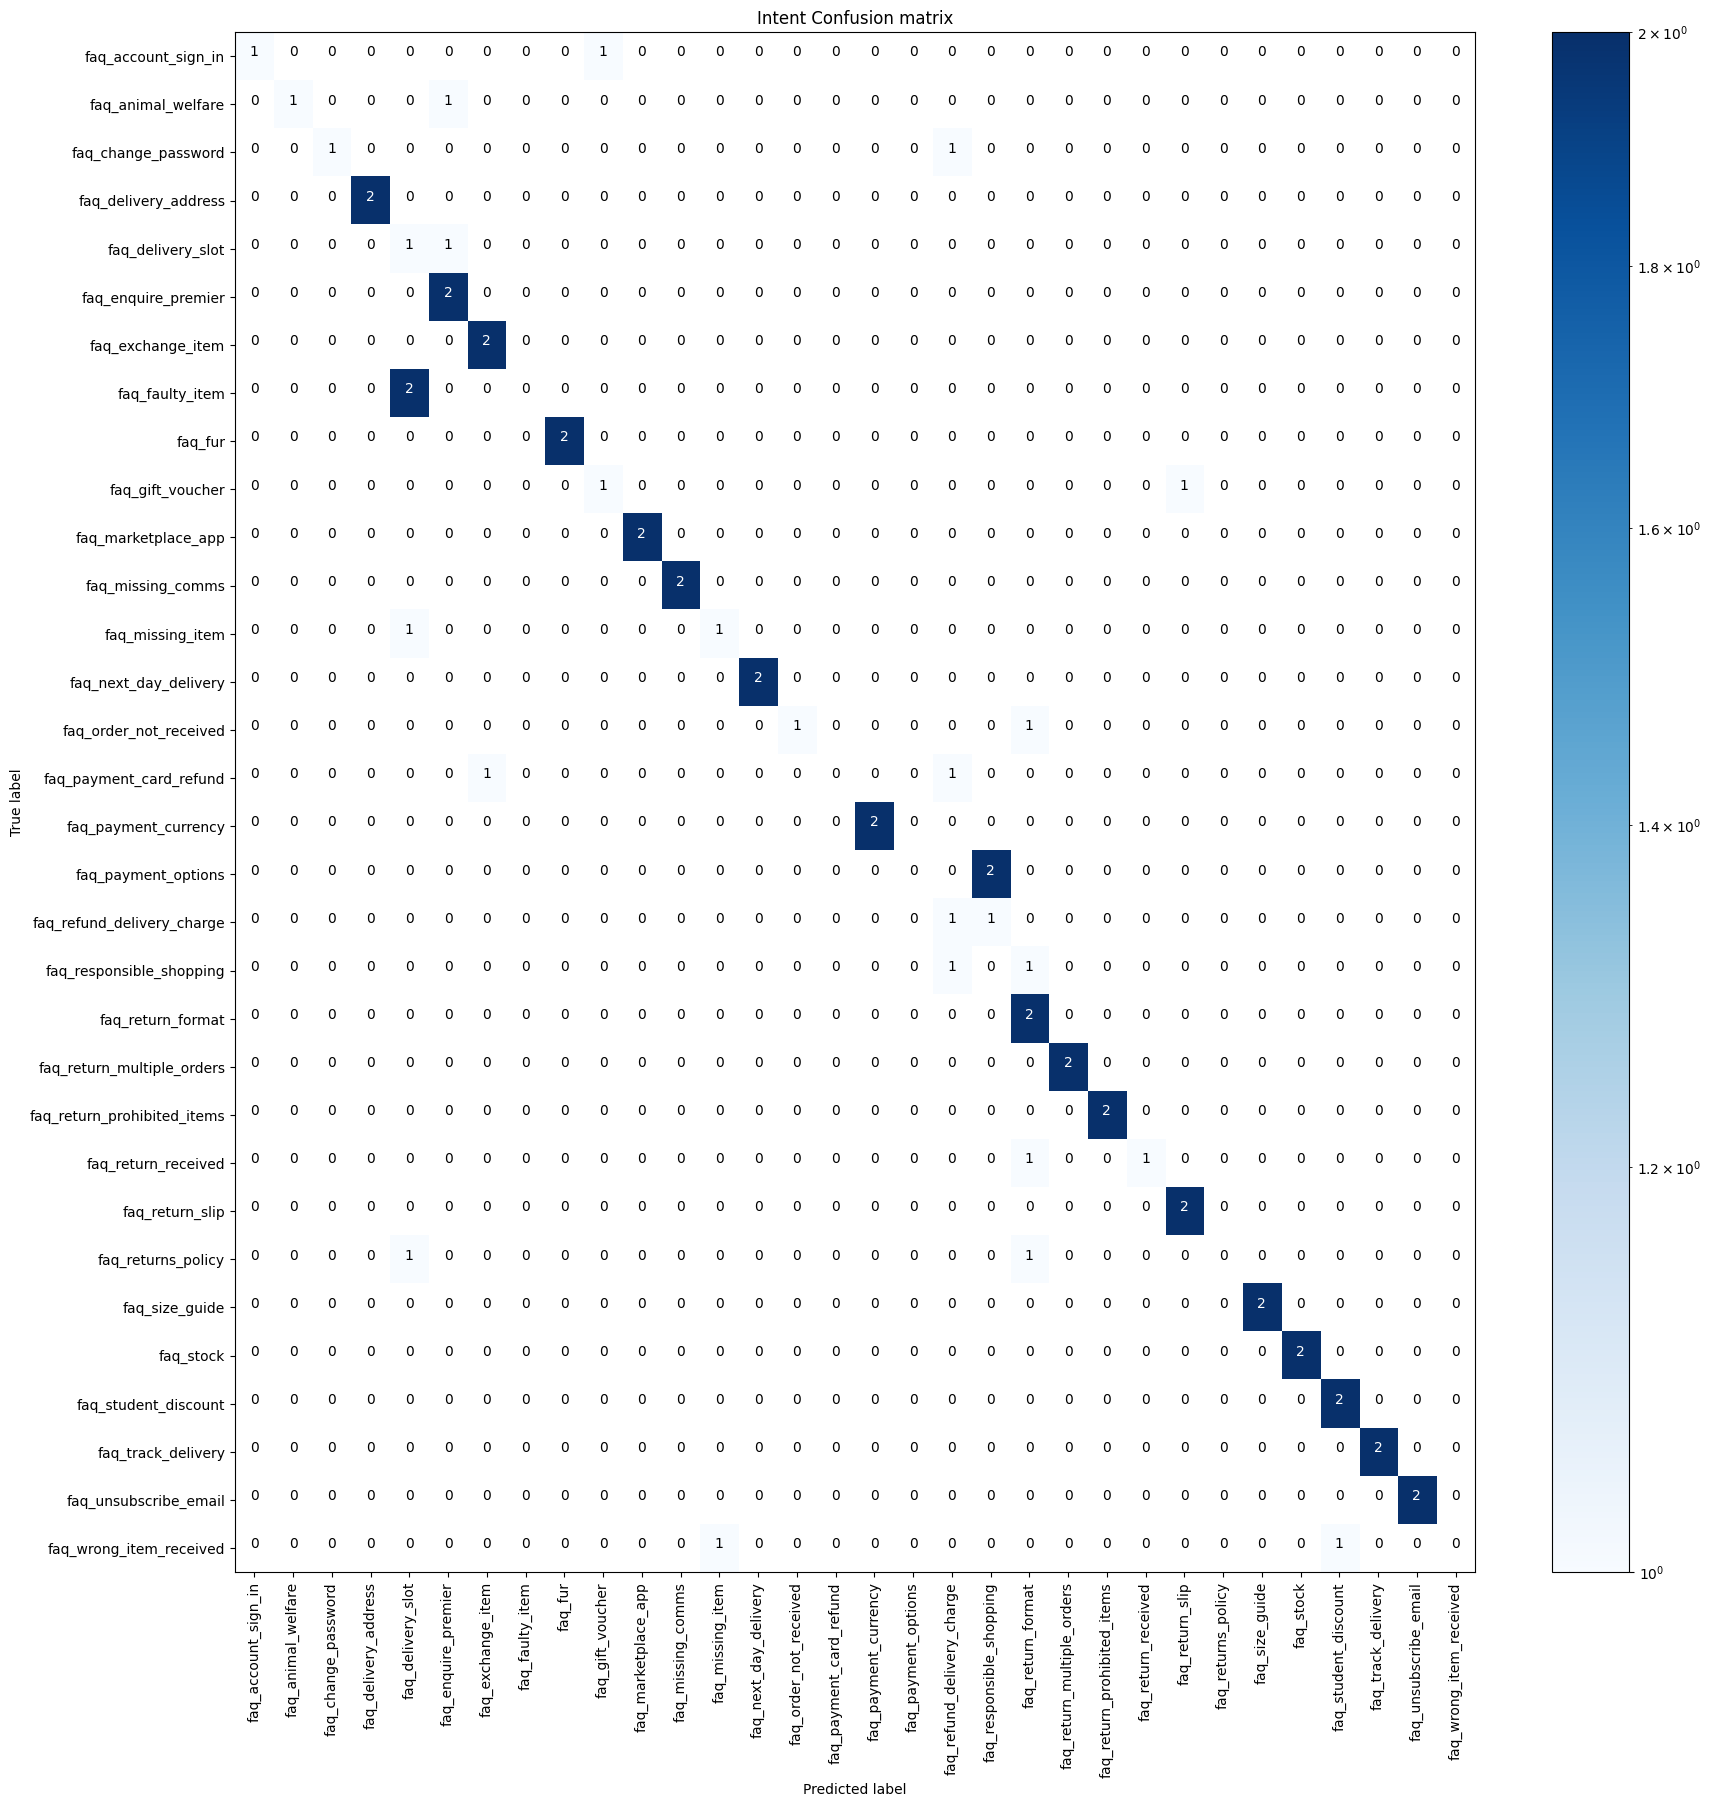 Intent Confusion matrix
faq_account_sign_in 1 0 0 0 0 0 0 0 0 1 0 0 0 0 0 0 0 0 0 0 0 0 0 0 0 0 0 0 0 0 0 0
faq_animal_welfare 0 1 0 0 0 1 0 0 0 0 0 0 0 0 0 0 0 0 0 0 0 0 0 0 0 0 0 0 0 0 0 0
faq_change_password 0 0 1 0 0 0 0 0 0 0 0 0 0 0 0 0 0 0 1 0 0 0 0 0 0 0 0 0 0 0 0 0
faq_delivery_address 0 0 0 2 0 0 0 0 0 0 0 0 0 0 0 0 0 0 0 0 0 0 0 0 0 0 0 0 0 0 0 0
faq_delivery_slot 0 0 0 0 1 1 0 0 0 0 0 0 0 0 0 0 0 0 0 0 0 0 0 0 0 0 0 0 0 0 0 0
faq_enquire_premier 0 0 0 0 0 2 0 0 0 0 0 0 0 0 0 0 0 0 0 0 0 0 0 0 0 0 0 0 0 0 0 0
faq_exchange_item 0 0 0 0 0 0 2 0 0 0 0 0 0 0 0 0 0 0 0 0 0 0 0 0 0 0 0 0 0 0 0 0
faq_faulty_item 0 0 0 0 2 0 0 0 0 0 0 0 0 0 0 0 0 0 0 0 0 0 0 0 0 0 0 0 0 0 0 0
faq_fur 0 0 0 0 0 0 0 0 2 0 0 0 0 0 0 0 0 0 0 0 0 0 0 0 0 0 0 0 0 0 0 0
faq_gift_voucher 0 0 0 0 0 0 0 0 0 1 0 0 0 0 0 0 0 0 0 0 0 0 0 0 1 0 0 0 0 0 0 0
faq_marketplace_app 0 0 0 0 0 0 0 0 0 0 2 0 0 0 0 0 0 0 0 0 0 0 0 0 0 0 0 0 0 0 0 0
faq_missing_comms 0 0 0 0 0 0 0 0 0 0 0 2 0 0 0 0 0 0 0 0 0 0 0 0 0 0 0 0 0 0 0 0
faq_missing_item 0 0 0 0 1 0 0 0 0 0 0 0 1 0 0 0 0 0 0 0 0 0 0 0 0 0 0 0 0 0 0 0
faq_next_day_delivery 0 0 0 0 0 0 0 0 0 0 0 0 0 2 0 0 0 0 0 0 0 0 0 0 0 0 0 0 0 0 0 0
faq_order_not_received 0 0 0 0 0 0 0 0 0 0 0 0 0 0 1 0 0 0 0 0 1 0 0 0 0 0 0 0 0 0 0 0
faq_payment_card_refund 0 0 0 0 0 0 1 0 0 0 0 0 0 0 0 0 0 0 1 0 0 0 0 0 0 0 0 0 0 0 0 0
faq_payment_currency 0 0 0 0 0 0 0 0 0 0 0 0 0 0 0 0 2 0 0 0 0 0 0 0 0 0 0 0 0 0 0 0
faq_payment_options 0 0 0 0 0 0 0 0 0 0 0 0 0 0 0 0 0 0 0 2 0 0 0 0 0 0 0 0 0 0 0 0
faq_refund_delivery_charge 0 0 0 0 0 0 0 0 0 0 0 0 0 0 0 0 0 0 1 1 0 0 0 0 0 0 0 0 0 0 0 0
faq_responsible_shopping 0 0 0 0 0 0 0 0 0 0 0 0 0 0 0 0 0 0 1 0 1 0 0 0 0 0 0 0 0 0 0 0
faq_return_format 0 0 0 0 0 0 0 0 0 0 0 0 0 0 0 0 0 0 0 0 2 0 0 0 0 0 0 0 0 0 0 0
faq_return_multiple_orders 0 0 0 0 0 0 0 0 0 0 0 0 0 0 0 0 0 0 0 0 0 2 0 0 0 0 0 0 0 0 0 0
faq_return_prohibited_items 0 0 0 0 0 0 0 0 0 0 0 0 0 0 0 0 0 0 0 0 0 0 2 0 0 0 0 0 0 0 0 0
faq_return_received 0 0 0 0 0 0 0 0 0 0 0 0 0 0 0 0 0 0 0 0 1 0 0 1 0 0 0 0 0 0 0 0
faq_return_slip 0 0 0 0 0 0 0 0 0 0 0 0 0 0 0 0 0 0 0 0 0 0 0 0 2 0 0 0 0 0 0 0
faq_returns_policy 0 0 0 0 1 0 0 0 0 0 0 0 0 0 0 0 0 0 0 0 1 0 0 0 0 0 0 0 0 0 0 0
faq_size_guide 0 0 0 0 0 0 0 0 0 0 0 0 0 0 0 0 0 0 0 0 0 0 0 0 0 0 2 0 0 0 0 0
faq_stock 0 0 0 0 0 0 0 0 0 0 0 0 0 0 0 0 0 0 0 0 0 0 0 0 0 0 0 2 0 0 0 0
faq_student_discount 0 0 0 0 0 0 0 0 0 0 0 0 0 0 0 0 0 0 0 0 0 0 0 0 0 0 0 0 2 0 0 0
faq_track_delivery 0 0 0 0 0 0 0 0 0 0 0 0 0 0 0 0 0 0 0 0 0 0 0 0 0 0 0 0 0 2 0 0
faq_unsubscribe_email 0 0 0 0 0 0 0 0 0 0 0 0 0 0 0 0 0 0 0 0 0 0 0 0 0 0 0 0 0 0 2 0
faq_wrong_item_received 0 0 0 0 0 0 0 0 0 0 0 0 1 0 0 0 0 0 0 0 0 0 0 0 0 0 0 0 1 0 0 0
True label
faq_account_sign_in
faq_animal_welfare
faq_change_password
faq_delivery_address
faq_delivery_slot
faq_enquire_premier
faq_exchange_item
faq_faulty_item
faq_fur
faq_gift_voucher
faq_marketplace_app
faq_missing_comms
faq_missing_item
faq_next_day_delivery
faq_order_not_received
faq_payment_card_refund
faq_payment_currency
faq_payment_options
faq_refund_delivery_charge
faq_responsible_shopping
faq_return_format
faq_return_multiple_orders
faq_return_prohibited_items
faq_return_received
faq_return_slip
faq_returns_policy
faq_size_guide
faq_stock
faq_student_discount
faq_track_delivery
faq_unsubscribe_email
faq_wrong_item_received
Predicted label
2 × 10⁰
1.8 × 10⁰
1.6 × 10⁰
1.4 × 10⁰
1.2 × 10⁰
10⁰